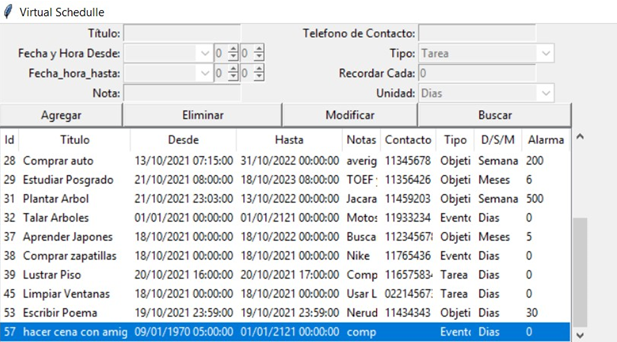 Virtual Schedulle
Título: Telefono de Contacto:
Fecha y Hora Desde: 0 0 Tipo: Tarea
Fecha_hora_hasta: 0 0 Recordar Cada: 0
Nota: Unidad: Dias
Agregar Eliminar Modificar Buscar
Id Titulo Desde Hasta Notas Contacto Tipo D/S/M Alarma
28 Comprar auto 13/10/2021 07:15:00 31/10/2022 00:00:00 averig 11345678 Objeti Semana 200
29 Estudiar Posgrado 21/10/2021 08:00:00 18/10/2023 08:00:00 TOEF 11356426 Objeti Meses 6
31 Plantar Arbol 21/10/2021 23:03:00 13/10/2022 00:00:00 Jacara 11459203 Objeti Semana 500
32 Talar Arboles 01/01/2021 00:00:00 01/01/2121 00:00:00 Motos 11933234 Evento Dias 0
37 Aprender Japones 18/10/2021 00:00:00 18/10/2022 00:00:00 Busca 11234567 Objeti Meses 5
38 Comprar zapatillas 18/10/2021 00:00:00 18/10/2021 00:00:00 Nike 11765436 Evento Dias 0
39 Lustrar Piso 20/10/2021 16:00:00 20/10/2021 17:00:00 Comp 11657583 Tarea Dias 0
45 Limpiar Ventanas 18/10/2021 00:00:00 18/10/2021 00:00:00 Usar L 02214567 Tarea Dias 0
53 Escribir Poema 19/10/2021 23:59:00 19/10/2021 23:59:00 Nerud 11434343 Objeti Dias 30
57 hacer cena con amig 09/01/1970 05:00:00 01/01/2121 00:00:00 comp Evento Dias 0